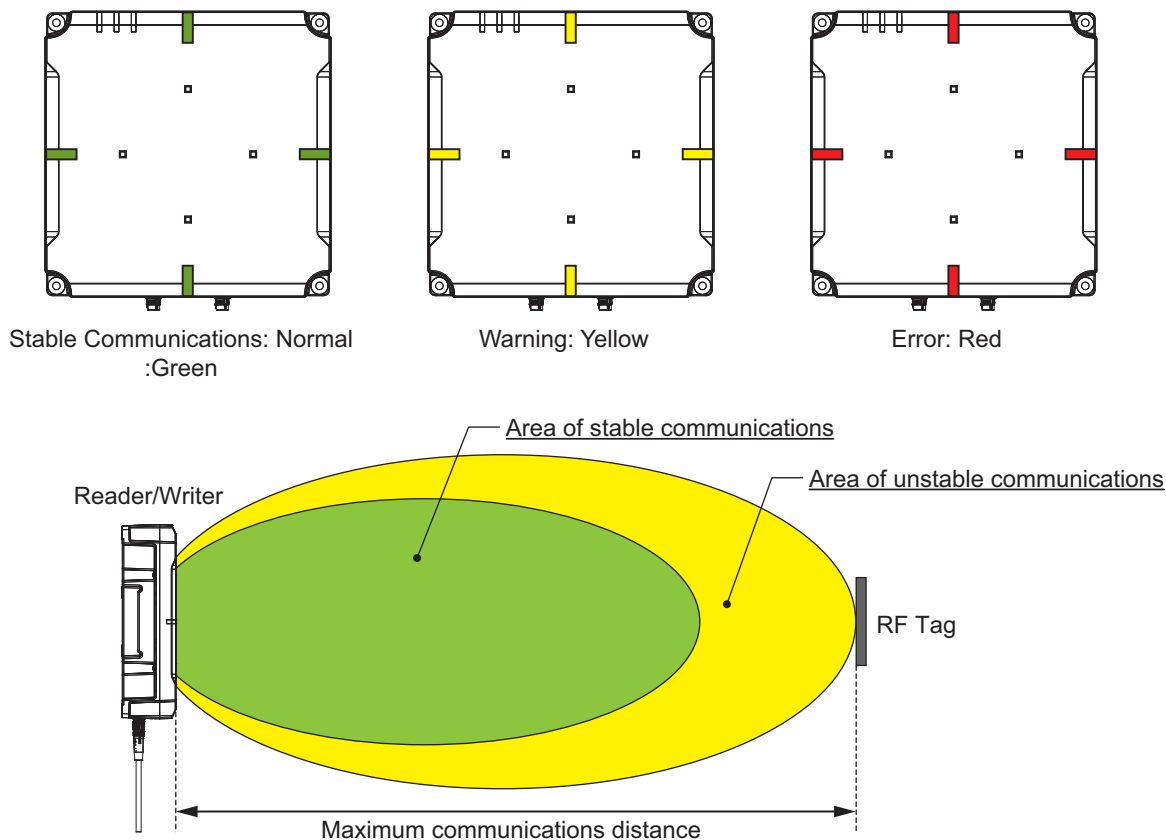 Stable Communications: Normal
:Green
Warning: Yellow
Error: Red
Area of stable communications
Area of unstable communications
Reader/Writer
RF Tag
Maximum communications distance